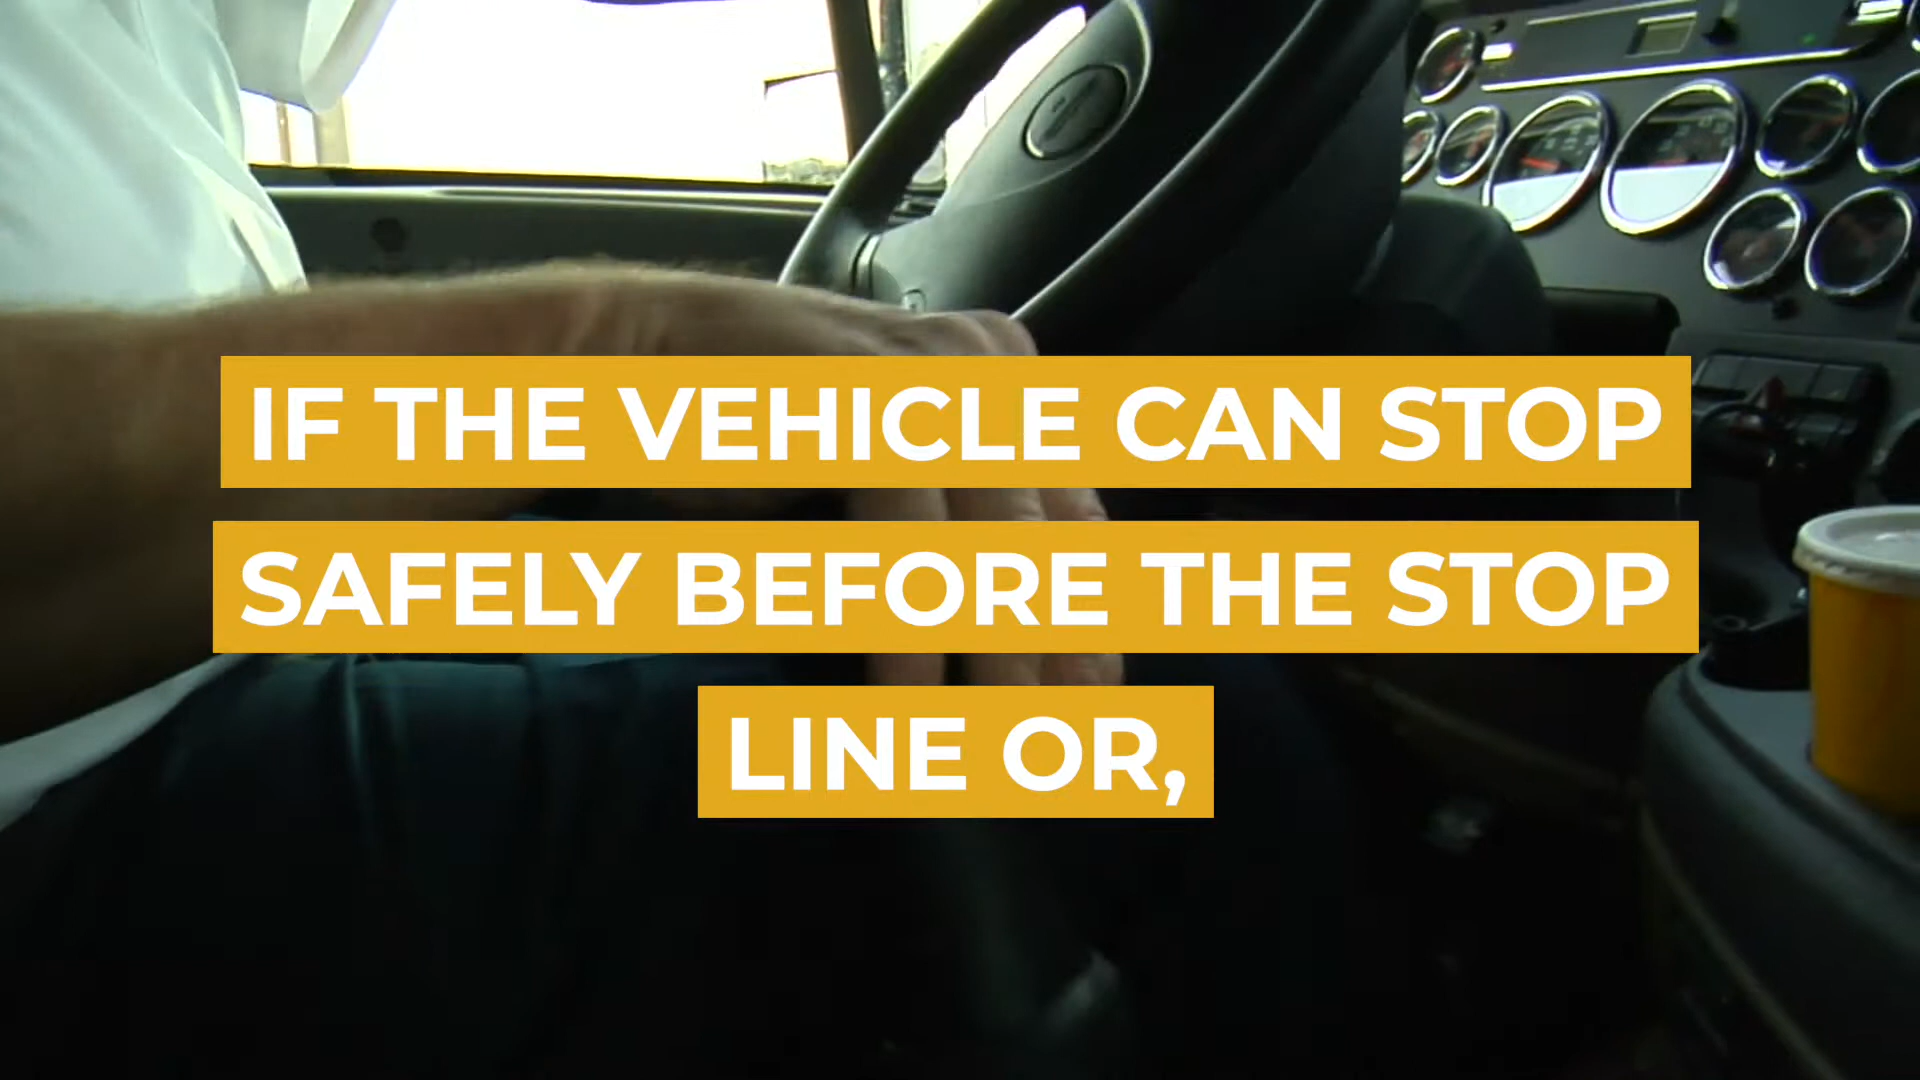 IF THE VEHICLE CAN STOP
SAFELY BEFORE THE STOP
LINE OR,